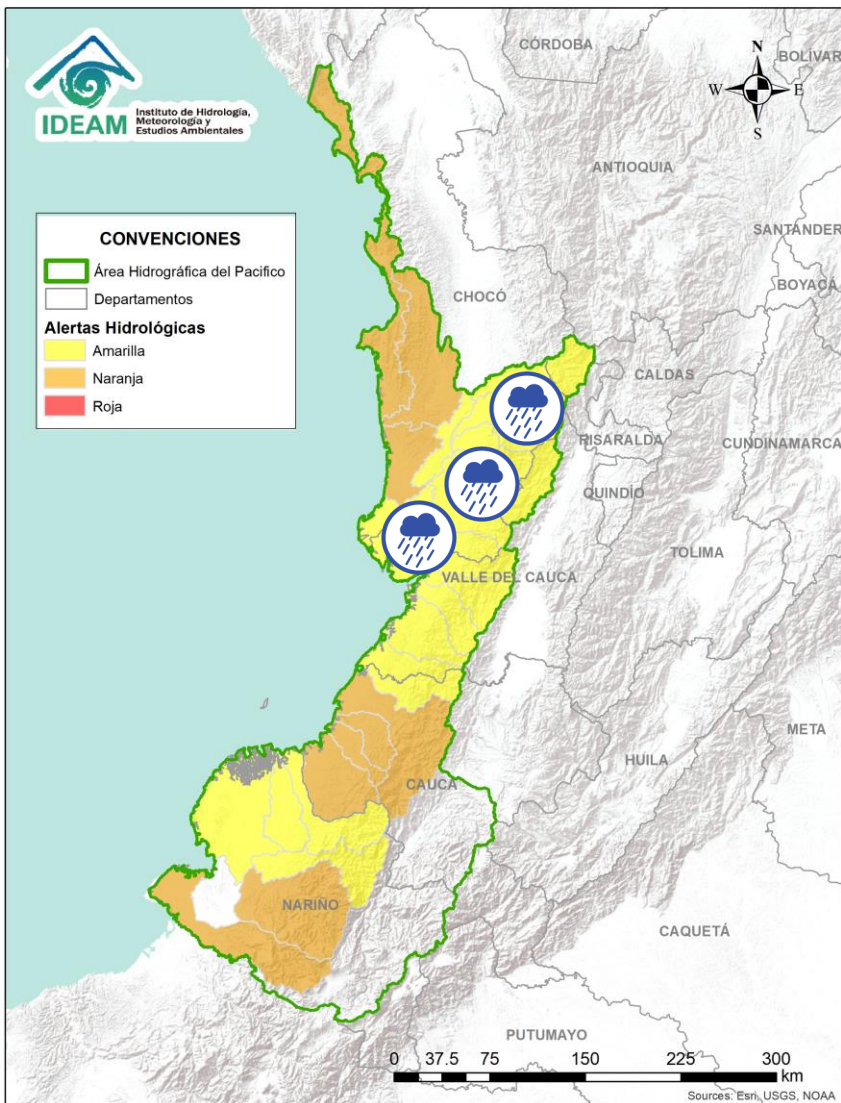 IDEAM
Instituto de Hidrología,
Meteorología y
Estudios Ambientales
CÓRDOBA
BOLÍVAR
N
W E
S
ANTIOQUIA
SANTANDER
BOYACÁ
CONVENCIONES
Área Hidrográfica del Pacifico
Departamentos
Alertas Hidrológicas
Amarilla
Naranja
Roja
CHOCÓ
CALDAS
RISARALDA
CUNDINAMARCA
QUINDÍO
TOLIMA
VALLE DEL CAUCA
META
HUILA
CAUCA
NARIÑO
CAQUETÁ
PUTUMAYO
0 37.5 75 150 225 300
km
Sources: Esri, USGS, NOAA